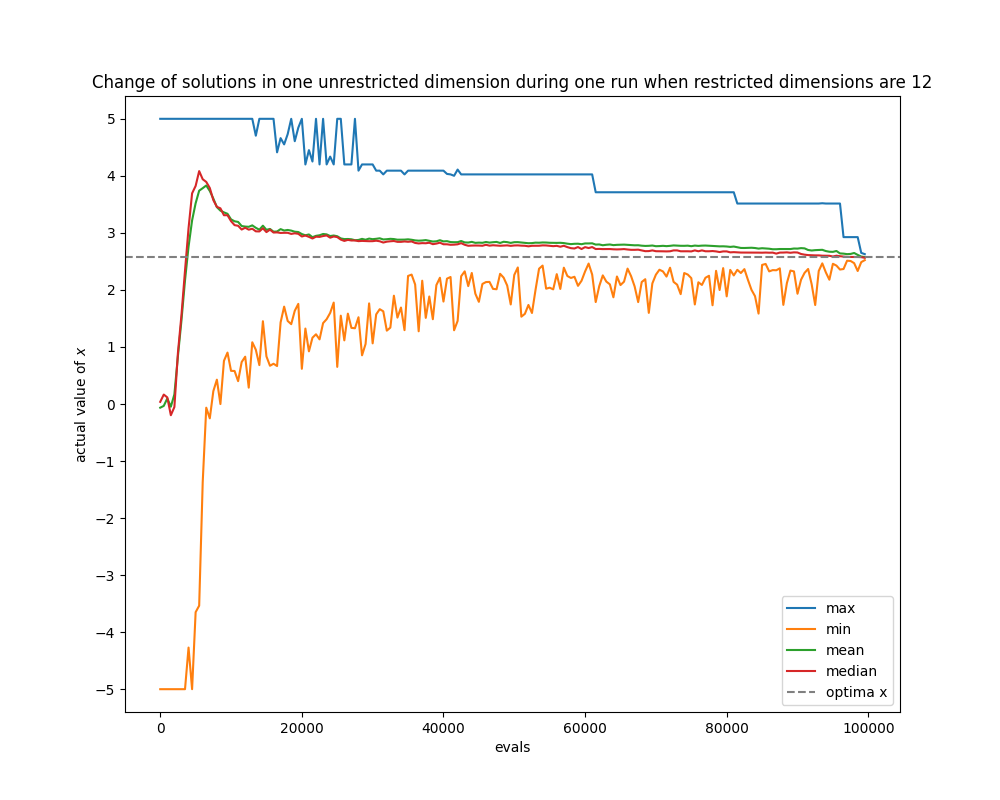 Change of solutions in one unrestricted dimension during one run when restricted dimensions are 12
5
4
3
2
1
0
−1
−2
−3
−4
−5
actual value of x
0
20000
40000
60000
80000
100000
evals
max
min
mean
median
optima x